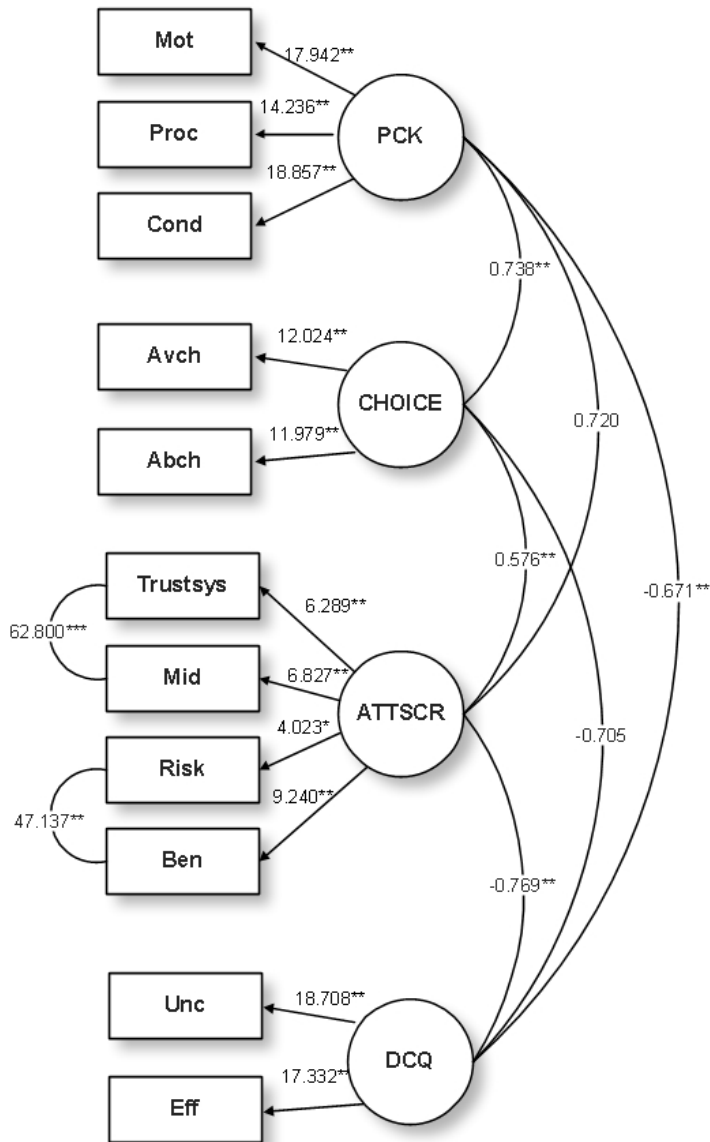 Mot
17.942**
14.236**
Proc
PCK
18.857**
Cond
0.738**
12.024**
Avch
CHOICE
11.979**
Abch
0.720
0.576**
Trustsys
6.289**
-0.671**
62.800***
6.827**
Mid
ATTSCR
4.023*
-0.705
Risk
9.240**
47.137**
Ben
-0.769**
18.708**
Unc
DCQ
17.332**
Eff